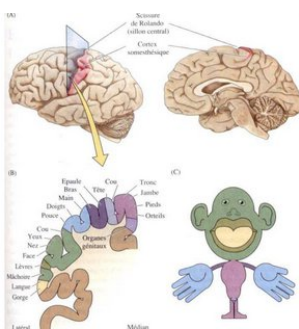 (A)
Scissure
de Rolando
(sillon central)
Cortex
somesthésique
(B)
Épaule
Bras
Main
Doigts
Pouce
Cou
Yeux
Nez
Face
Lèvres
Mâchoire
Langue
Gorge
Tête
Cou
Tronc
Jambe
Pieds
Orteils
Organes
génitaux
Latéral
Médian
(C)